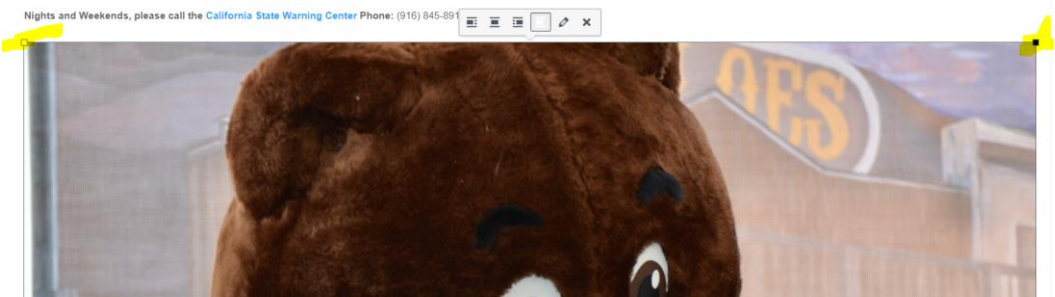 Nights and Weekends, please call the California State Warning Center Phone: (916) 845-891
OES